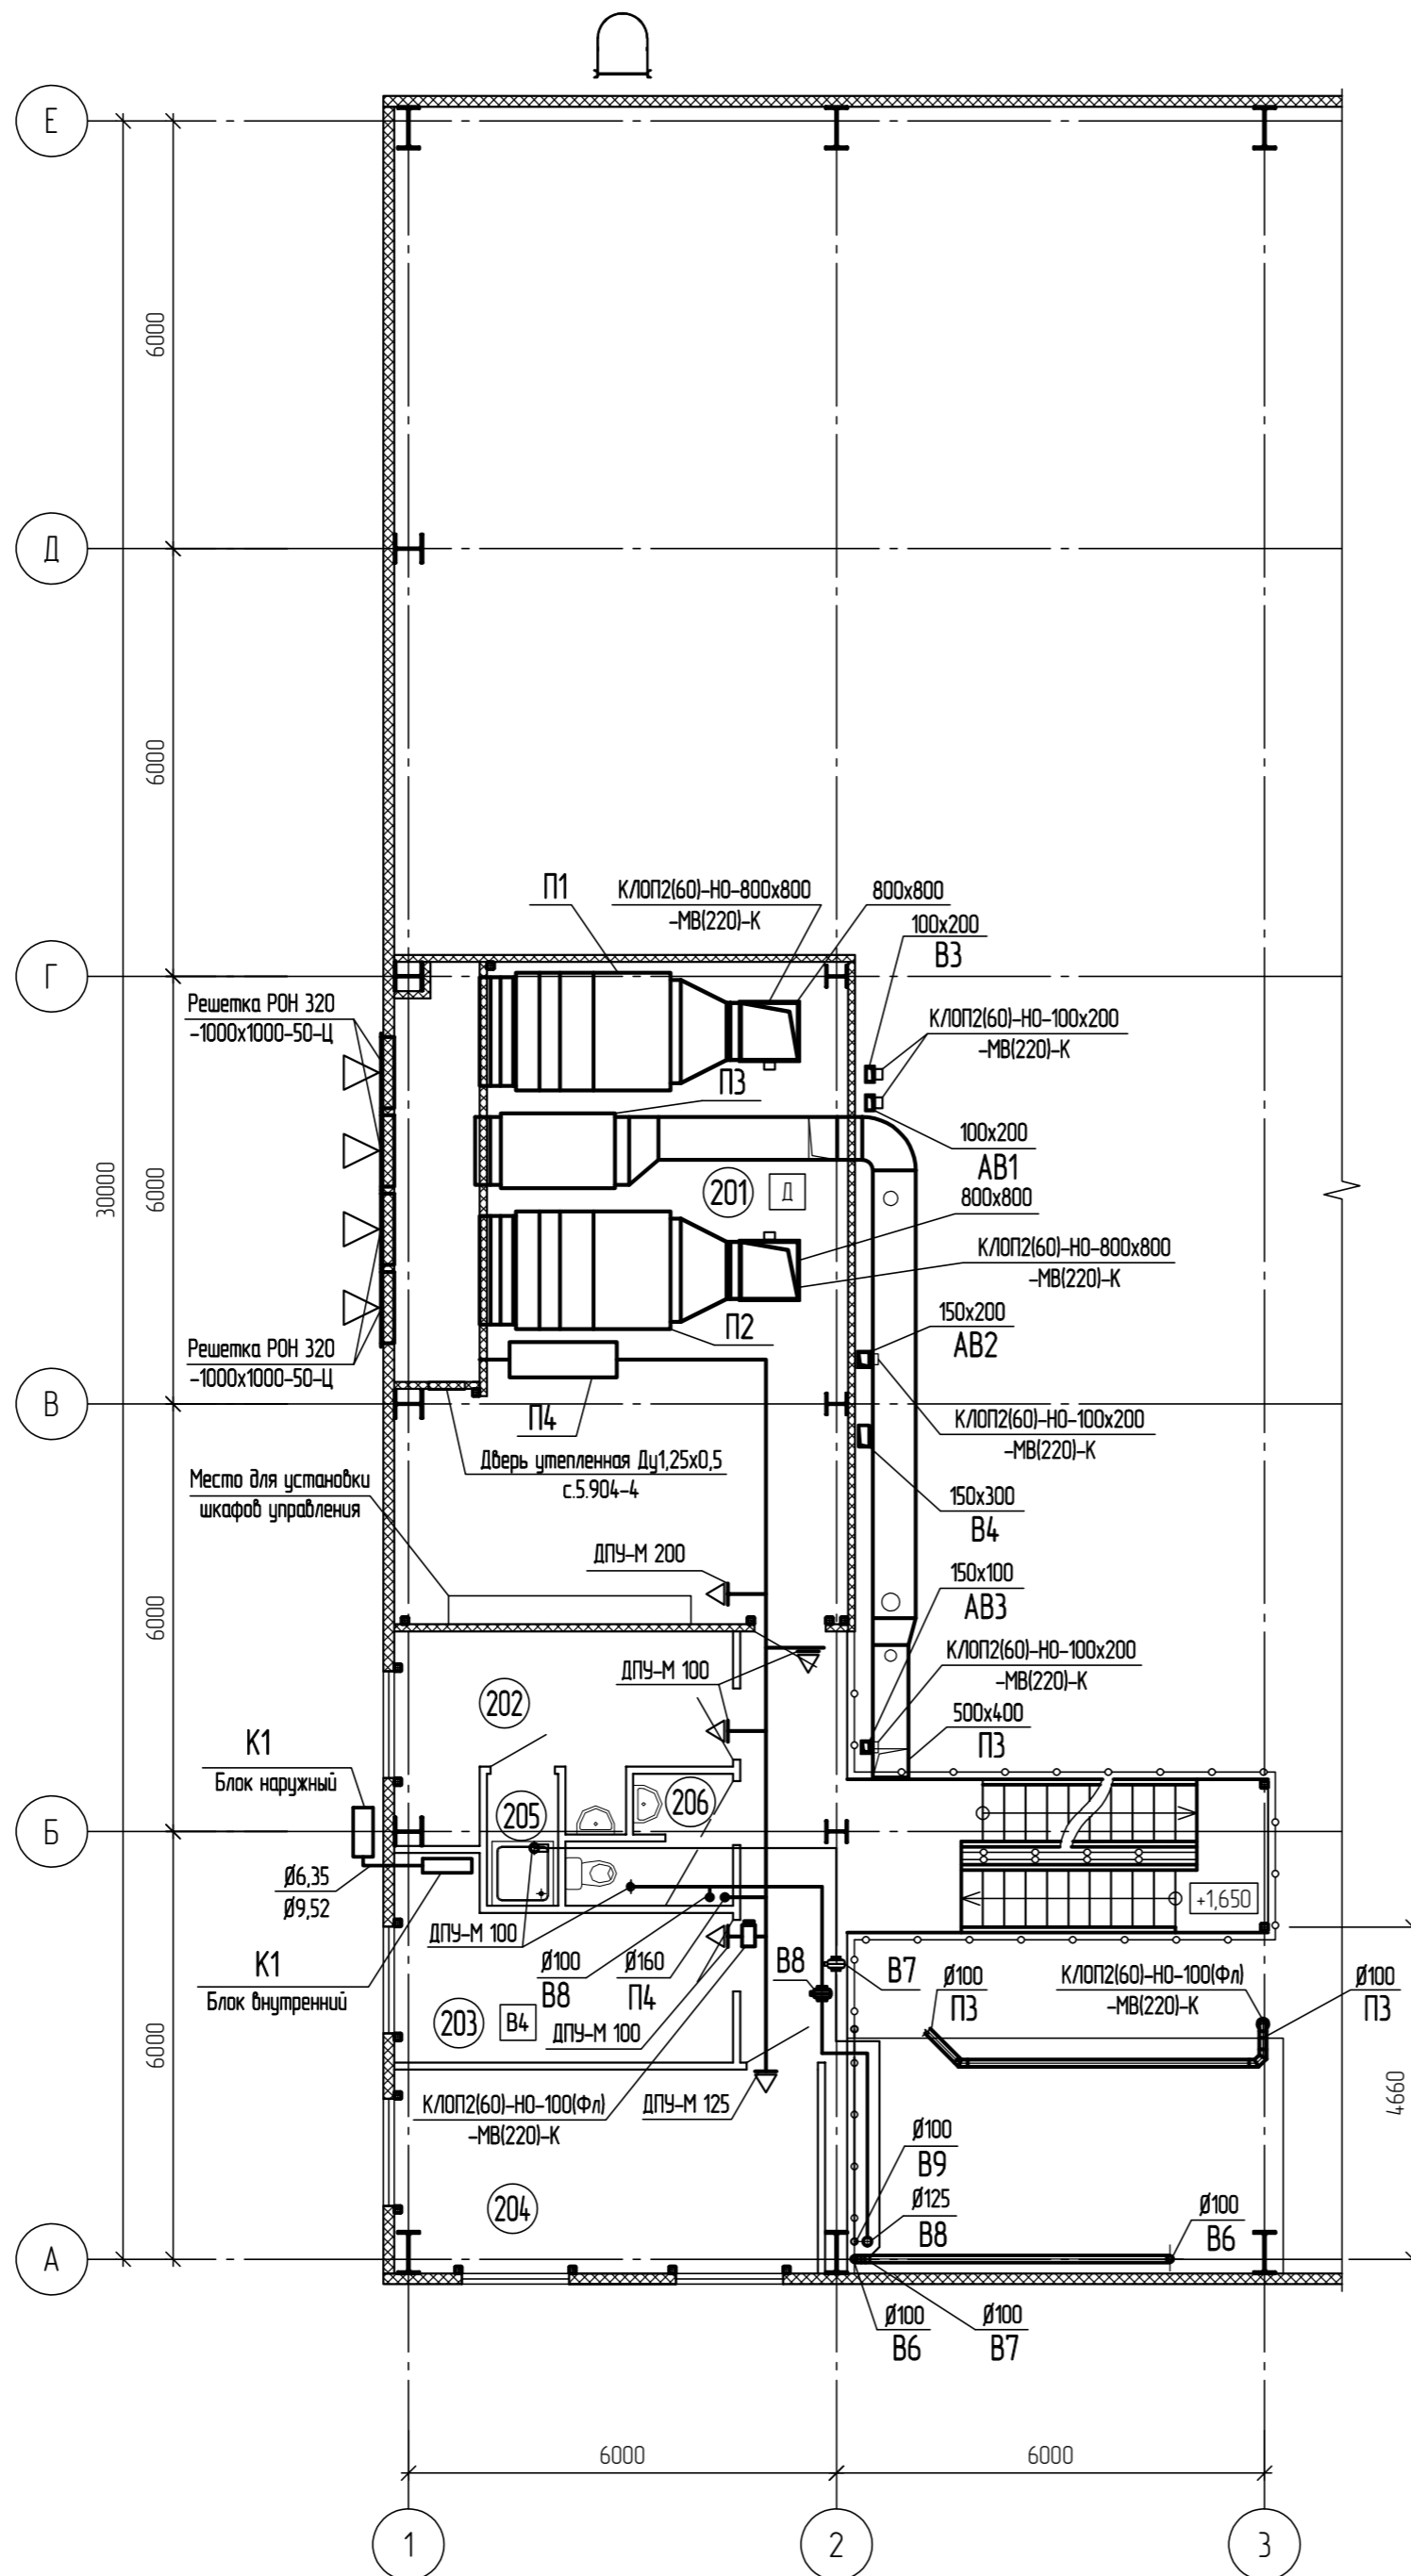 Е
6000
Д
6000
П1
КЛОП2(60)-НО-800х800
-МВ(220)-К
800х800
100х200
В3
Г
Решетка РОН 320
-1000х1000-50-Ц
КЛОП2(60)-НО-100х200
-МВ(220)-К
П3
100х200
АВ1
30000
6000
201
Д
800х800
КЛОП2(60)-НО-800х800
-МВ(220)-К
П2
150х200
АВ2
Решетка РОН 320
-1000х1000-50-Ц
В
П4
КЛОП2(60)-НО-100х200
-МВ(220)-К
Дверь утепленная Ду1,25х0,5
с.5.904-4
Место для установки
шкафов управления
150х300
В4
ДПУ-М 200
150х100
АВ3
6000
КЛОП2(60)-НО-100х200
-МВ(220)-К
ДПУ-М 100
202
500х400
П3
К1
Блок наружный
206
205
Б
Ø6,35
Ø9,52
+1,650
ДПУ-М 100
Ø100
В8
Ø160
П4
В8
В7
К1
Блок внутренний
Ø100
П3
КЛОП2(60)-НО-100(Фл)
-МВ(220)-К
Ø100
П3
203
В4
ДПУ-М 100
6000
КЛОП2(60)-НО-100(Фл)
-МВ(220)-К
ДПУ-М 125
4660
Ø100
В9
204
Ø125
В8
Ø100
В6
А
Ø100
В6
Ø100
В7
6000
6000
1
2
3